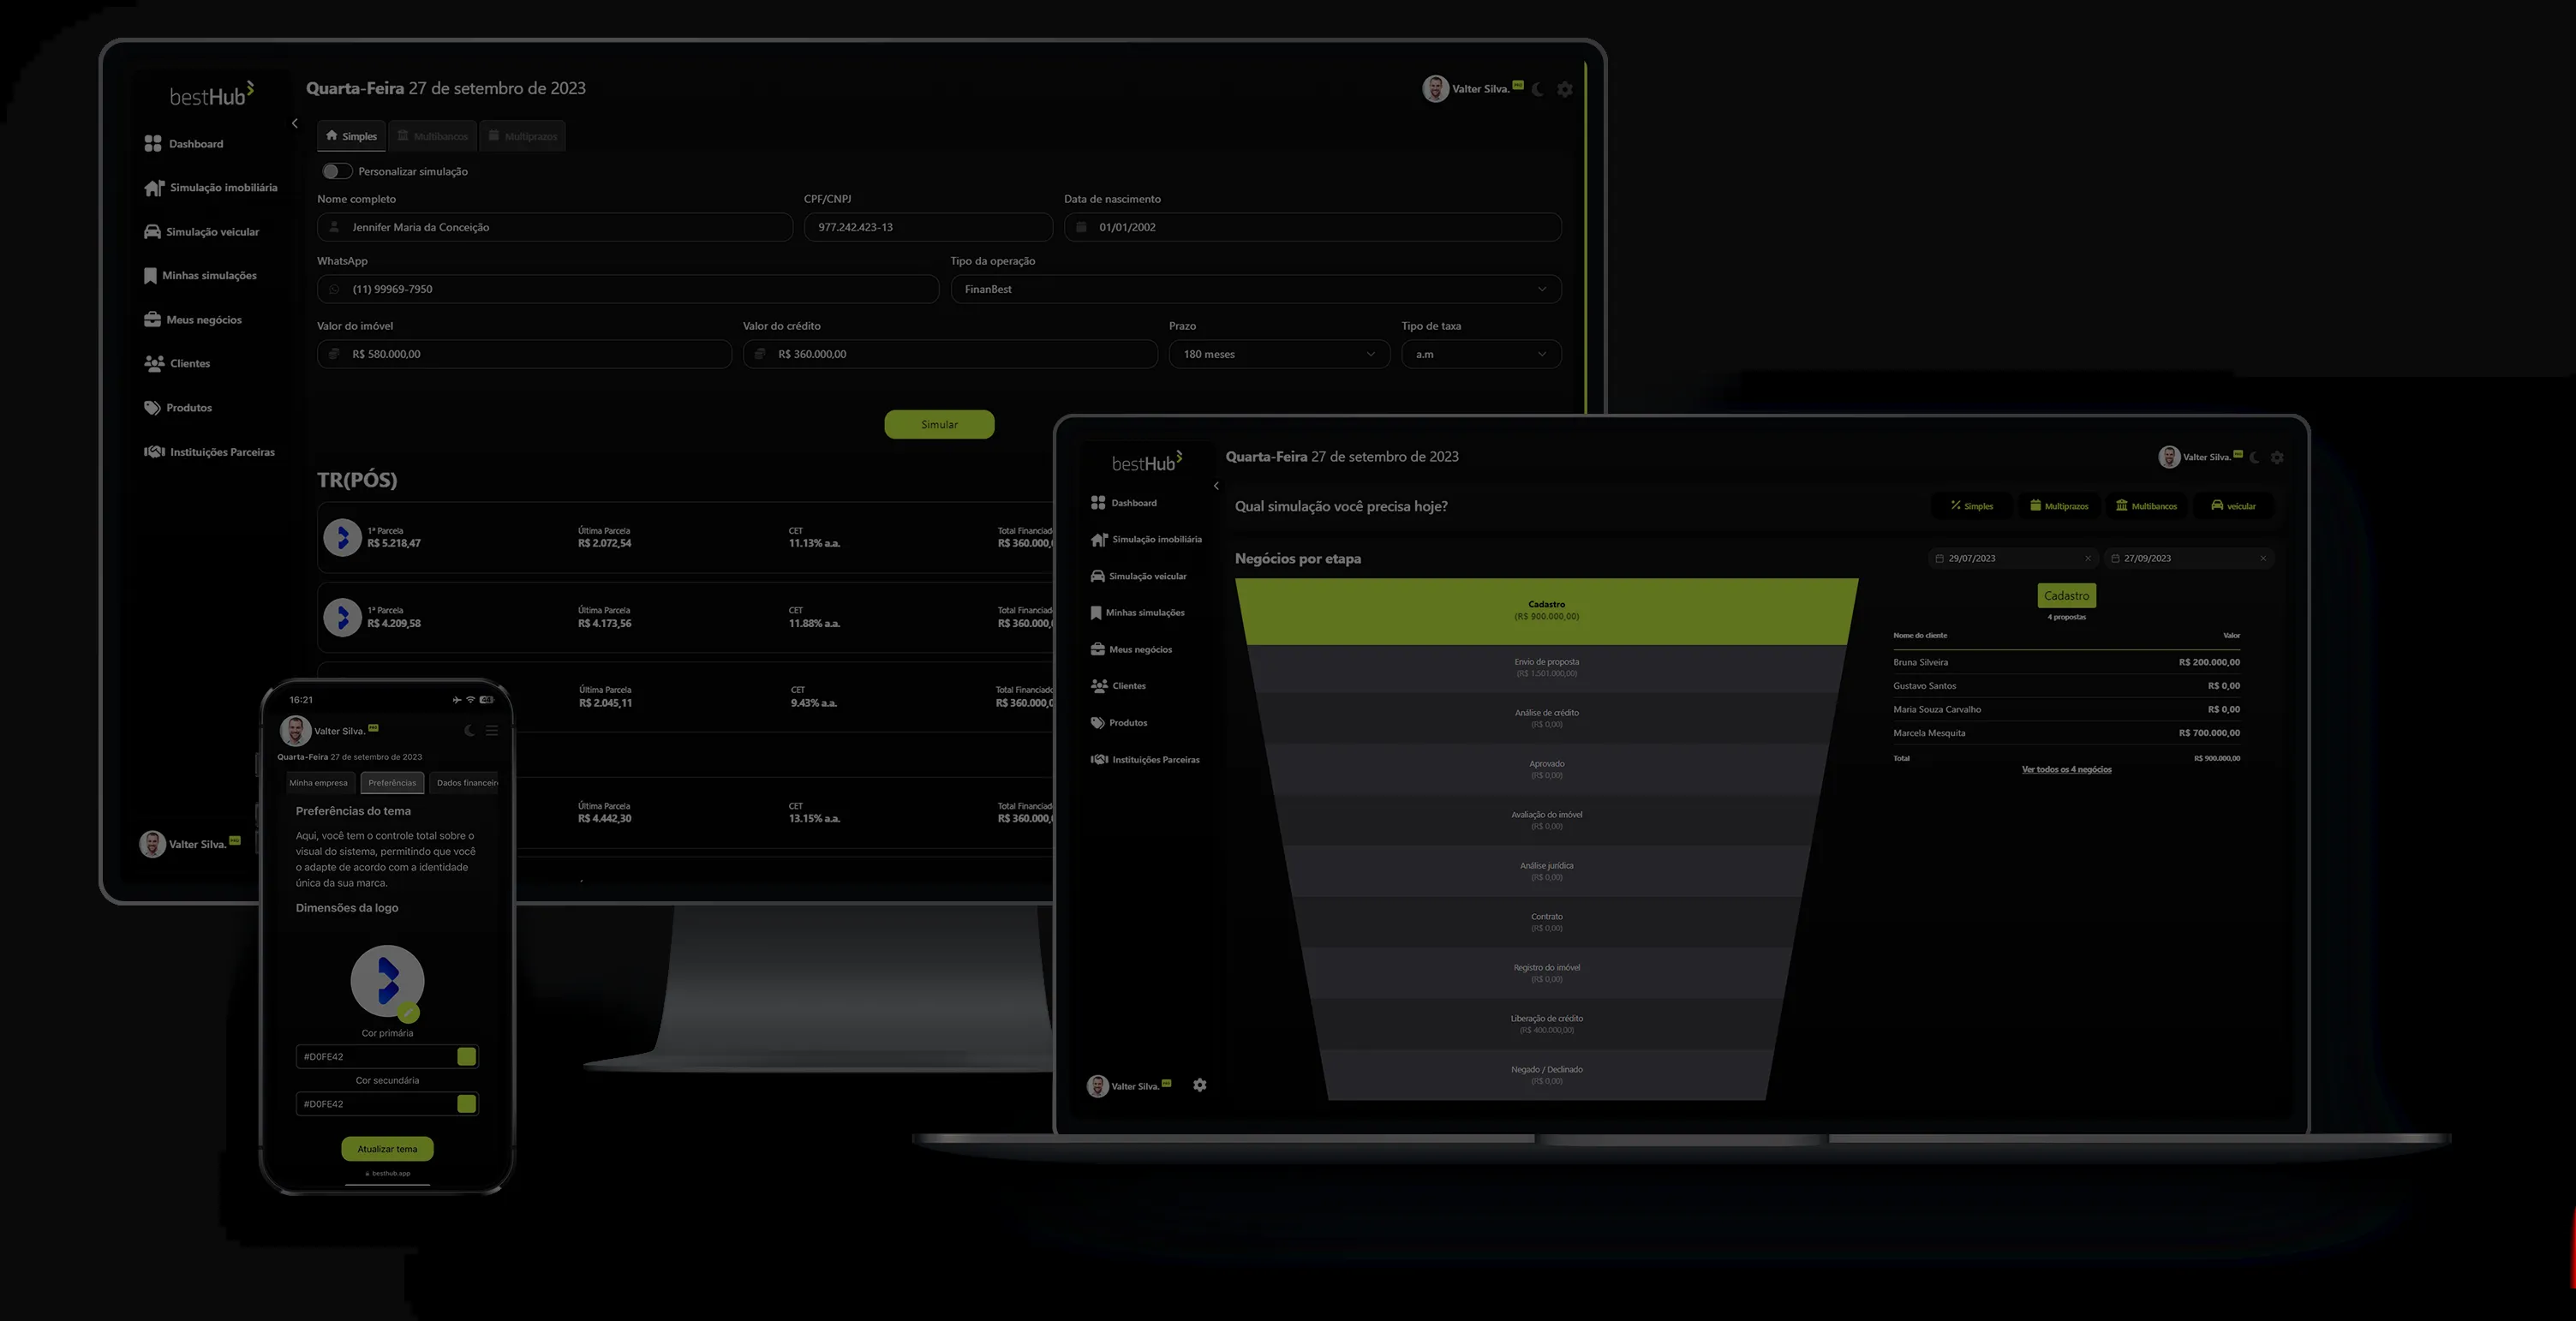 bestHub
Quarta-Feira 27 de setembro de 2023
Valter Silva.
Dashboard
Simulação imobiliária
Simulação veicular
Minhas simulações
Meus negócios
Clientes
Produtos
Instituições Parceiras
Valter Silva.
Simples
Multibancos
Multiprazos
Personalizar simulação
Nome completo
CPF/CNPJ
Data de nascimento
Jennifer Maria da Conceição
977.242.423-13
01/01/2002
WhatsApp
Tipo da operação
(11) 99969-7950
FinanBest
Valor do imóvel
Valor do crédito
Prazo
Tipo de taxa
R$ 580.000,00
R$ 360.000,00
180 meses
a.m
Simular
TR(PÓS)
1ª Parcela
Última Parcela
CET
Total Financiad
R$ 5.218,47
R$ 2.072,54
11.13% a.a.
R$ 360.000,
1ª Parcela
Última Parcela
CET
Total Financiad
R$ 4.209,58
R$ 4.173,56
11.88% a.a.
R$ 360.000,
Última Parcela
CET
Total Financiado
R$ 2.045,11
9.43% a.a.
R$ 360.000,0
Última Parcela
CET
Total Financiad
R$ 4.442,30
13.15% a.a.
R$ 360.000,
16:21
Valter Silva.
Quarta-Feira 27 de setembro de 2023
Minha empresa
Preferências
Dados financeir
Preferências do tema
Aqui, você tem o controle total sobre o
visual do sistema, permitindo que você
o adapte de acordo com a identidade
única da sua marca.
Dimensões da logo
Cor primária
#D0FE42
Cor secundária
#D0FE42
Atualizar tema
besthub.app
bestHub
Quarta-Feira 27 de setembro de 2023
Valter Silva.
Dashboard
Simulação imobiliária
Simulação veicular
Minhas simulações
Meus negócios
Clientes
Produtos
Instituições Parceiras
Valter Silva.
Qual simulação você precisa hoje?
Simples
Multiprazos
Multibancos
veicular
Negócios por etapa
29/07/2023
27/09/2023
Cadastro
(R$ 900.000,00)
Envio de proposta
(R$ 1.501.000,00)
Análise de crédito
(R$ 0,00)
Aprovado
(R$ 0,00)
Avaliação do imóvel
(R$ 0,00)
Análise jurídica
(R$ 0,00)
Contrato
(R$ 0,00)
Registro do imóvel
(R$ 0,00)
Liberação de crédito
(R$ 400.000,00)
Negado / Declinado
(R$ 0,00)
Cadastro
4 propostas
Nome do cliente
Valor
Bruna Silveira
R$ 200.000,00
Gustavo Santos
R$ 0,00
Maria Souza Carvalho
R$ 0,00
Marcela Mesquita
R$ 700.000,00
Total
R$ 900.000,00
Ver todos os 4 negócios